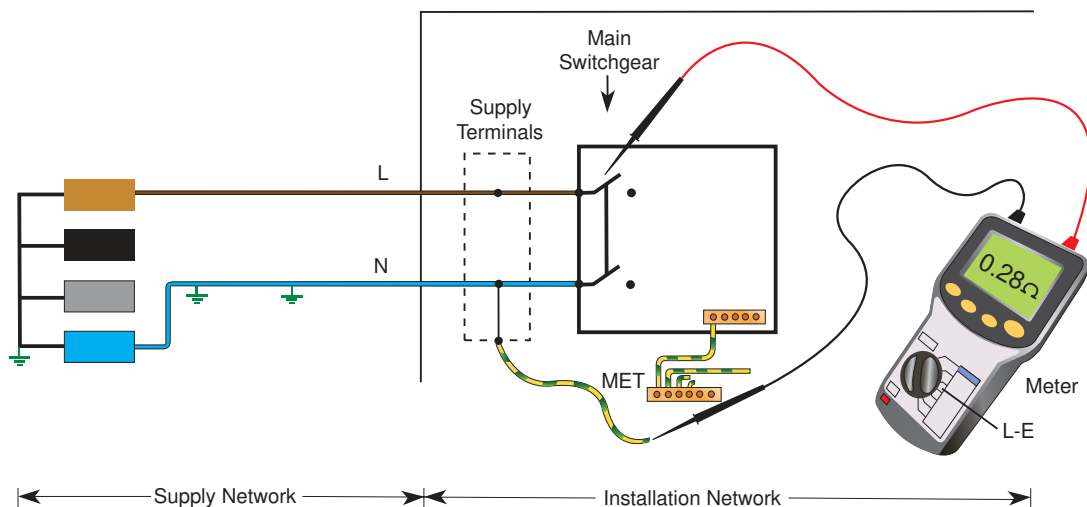 Main
Switchgear
Supply
Terminals
L
N
0.28Ω
MET
Meter
L-E
Supply Network
Installation Network